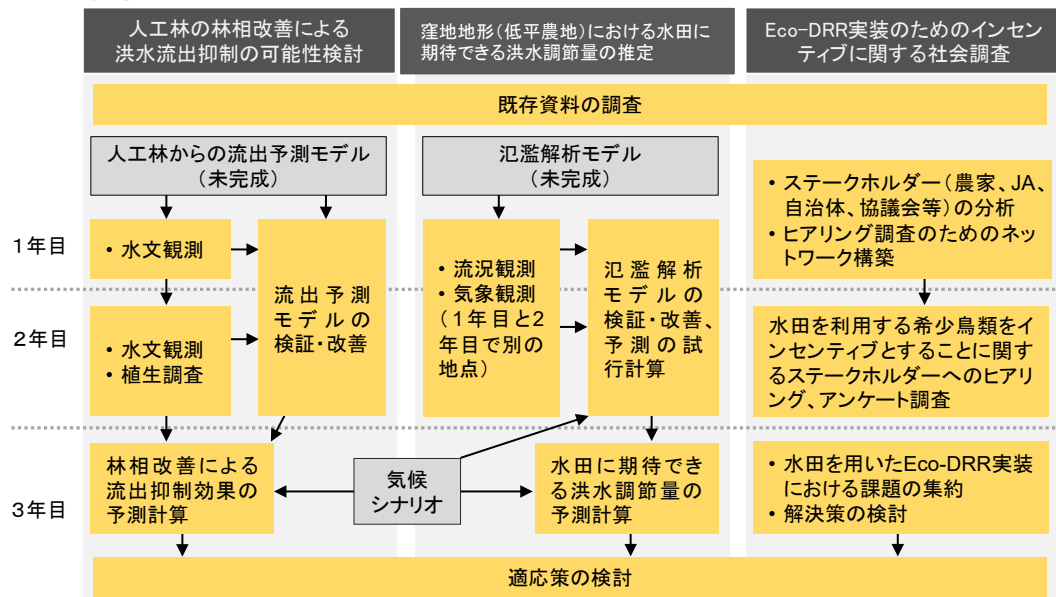 人工林の林相改善による
洪水流出抑制の可能性検討
窪地地形(低平農地)における水田に
期待できる洪水調節量の推定
Eco-DRR実装のためのインセン
ティブに関する社会調査
既存資料の調査
人工林からの流出予測モデル
(未完成)
氾濫解析モデル
(未完成)
1年目
• 水文観測
流出予測
モデルの
検証・改善
• 流況観測
• 気象観測
(1年目と2
年目で別の
地点)
氾濫解析
モデルの
検証・改善、
予測の試
行計算
• ステークホルダー(農家、JA、
自治体、協議会等)の分析
• ヒアリング調査のためのネッ
トワーク構築
2年目
• 水文観測
• 植生調査
水田を利用する希少鳥類をイ
ンセンティブとすることに関す
るステークホルダーへのヒアリ
ング、アンケート調査
3年目
林相改善による
流出抑制効果の
予測計算
気候
シナリオ
水田に期待でき
る洪水調節量の
予測計算
• 水田を用いたEco-DRR実装
における課題の集約
• 解決策の検討
適応策の検討